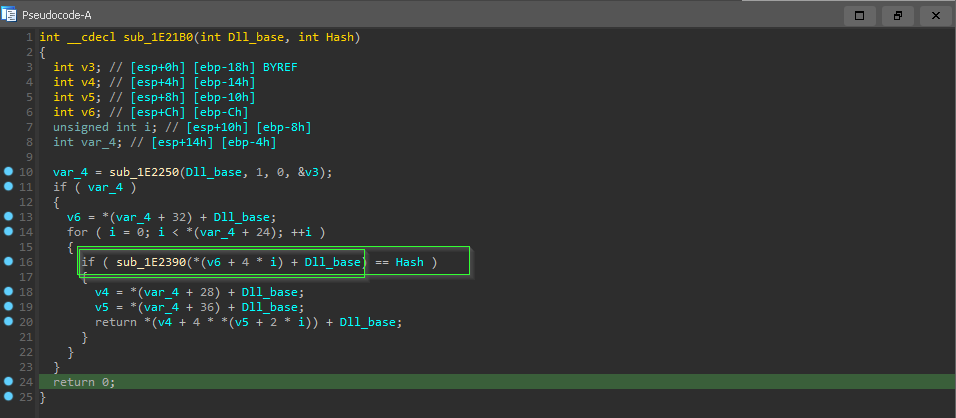 Pseudocode-A
1 int __cdecl sub_1E21B0(int Dll_base, int Hash)
2 {
3 int v3; // [esp+0h] [ebp-18h] BYREF
4 int v4; // [esp+4h] [ebp-14h]
5 int v5; // [esp+8h] [ebp-10h]
6 int v6; // [esp+Ch] [ebp-Ch]
7 unsigned int i; // [esp+10h] [ebp-8h]
8 int var_4; // [esp+14h] [ebp-4h]
9
10 var_4 = sub_1E2250(Dll_base, 1, 0, &v3);
11 if ( var_4 )
12 {
13 v6 = *(var_4 + 32) + Dll_base;
14 for ( i = 0; i < *(var_4 + 24); ++i )
15 {
16 if ( sub_1E2390(*(v6 + 4 * i) + Dll_base) == Hash )
17 {
18 v4 = *(var_4 + 28) + Dll_base;
19 v5 = *(var_4 + 36) + Dll_base;
20 return *(v4 + 4 * *(v5 + 2 * i)) + Dll_base;
21 }
22 }
23 }
24 return 0;
25 }